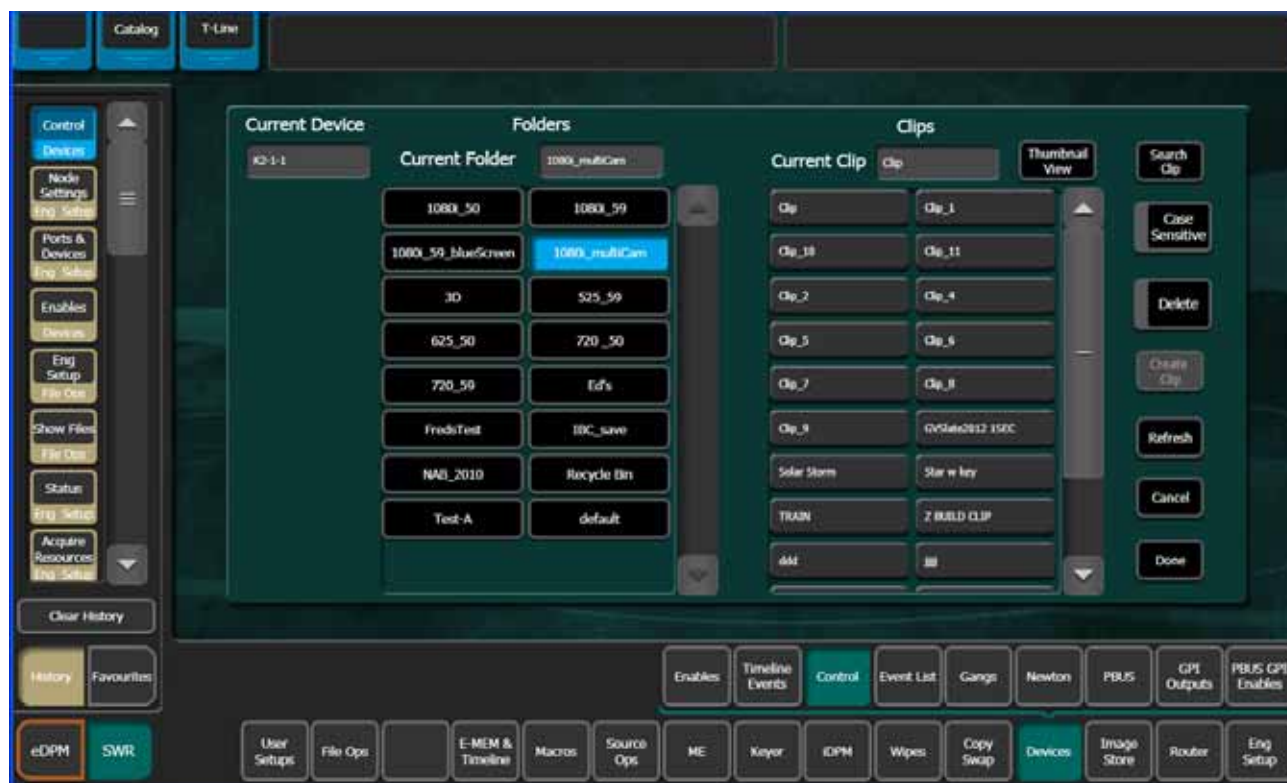 Catalog
T-Line
Control
Devices
Node
Settings
Eng Setup
Ports &
Devices
Eng Setup
Enables
Devices
Eng
Setup
File Ops
Show Files
File Ops
Status
Eng Setup
Acquire
Resources
Eng Setup
Clear History
History
Favourites
eDPM
SWR
Current Device
K2-1-1
Folders
Current Folder
1080i_multiCam
1080i_50
1080i_59
1080i_59_blueScreen
1080i_multiCam
3D
525_59
625_50
720 _50
720_59
Ed's
FredsTest
IBC_save
NAB_2010
Recycle Bin
Test-A
default
Clips
Current Clip
Clip
Thumbnail
View
Clip
Clip_1
Clip_10
Clip_11
Clip_2
Clip_4
Clip_5
Clip_6
Clip_7
Clip_8
Clip_9
GVSlate2012 1SEC
Solar Storm
Star w key
TRAIN
Z BUILD CLIP
ddd
Search
Clip
Case
Sensitive
Delete
Create
Clip
Refresh
Cancel
Done
Enables
Timeline
Events
Control
Event List
Gangs
Newton
PBUS
GPI
Outputs
PBUS GPI
Enables
User
Setups
File Ops
E-MEM &
Timeline
Macros
Source
Ops
ME
Keyer
iDPM
Wipes
Copy
Swap
Devices
Image
Store
Router
Eng
Setup